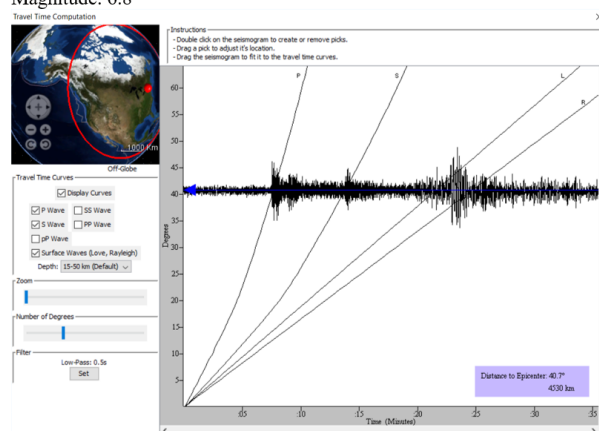 Magnitude: 6.8
Travel Time Computation
1000 Km
Off-Globe
Instructions
- Double click on the seismogram to create or remove picks.
- Drag a pick to adjust it's location.
- Drag the seismogram to fit it to the travel time curves.
Travel Time Curves
Display Curves
P Wave
SS Wave
S Wave
PP Wave
pP Wave
Surface Waves (Love, Rayleigh)
Depth: 15-50 km (Default)
Zoom
Number of Degrees
Filter
Low-Pass: 0.5s
Set
P
S
L
R
60
55
50
45
40
35
30
25
20
15
10
5
Degrees
Distance to Epicenter: 40.7°
4530 km
:05
:10
:15
:20
:25
:30
:35
Time (Minutes)